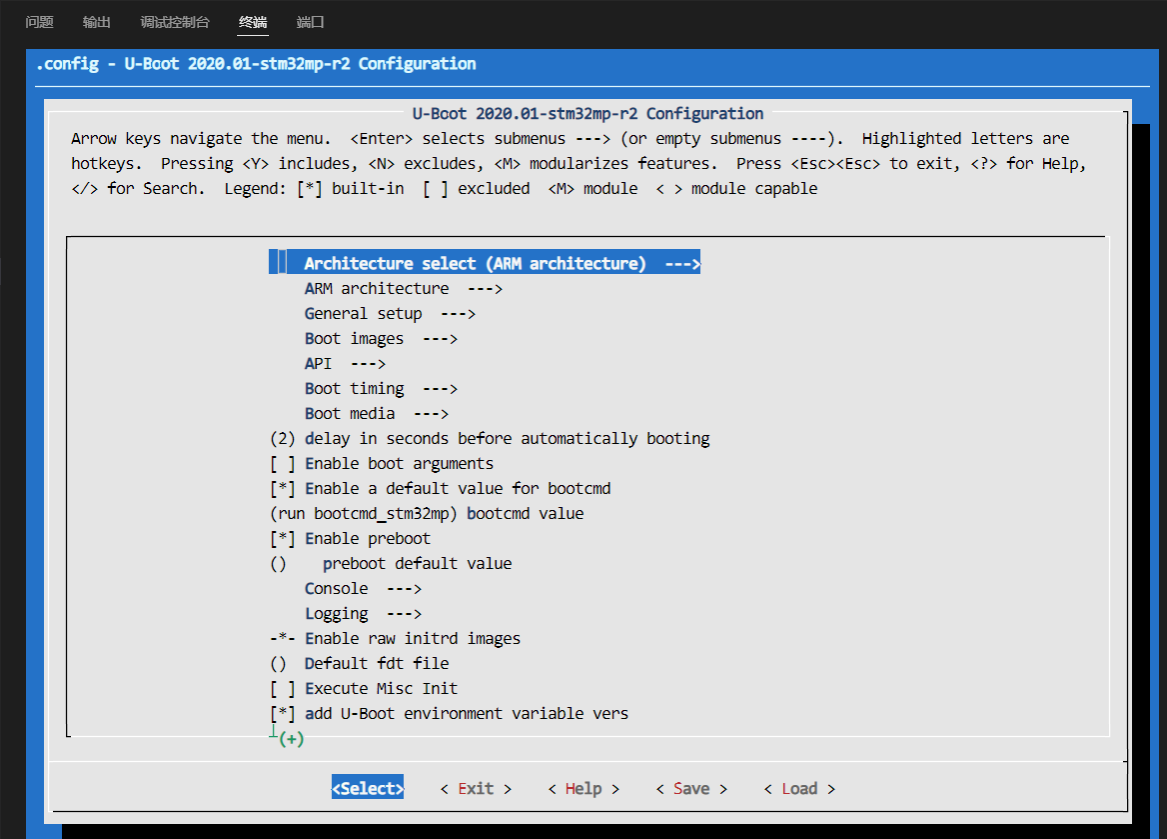 问题 输出 调试控制台 终端 端口
.config - U-Boot 2020.01-stm32mp-r2 Configuration
U-Boot 2020.01-stm32mp-r2 Configuration
Arrow keys navigate the menu.  <Enter> selects submenus ---> (or empty submenus ----).  Highlighted letters are
hotkeys.  Pressing <Y> includes, <N> excludes, <M> modularizes features.  Press <Esc><Esc> to exit, <?> for Help,
</> for Search.  Legend: [*] built-in  [ ] excluded  <M> module  < > module capable
Architecture select (ARM architecture)  --->
ARM architecture  --->
General setup  --->
Boot images  --->
API  --->
Boot timing  --->
Boot media  --->
(2) delay in seconds before automatically booting
[ ] Enable boot arguments
[*] Enable a default value for bootcmd
(run bootcmd_stm32mp) bootcmd value
[*] Enable preboot
()    preboot default value
Console  --->
Logging  --->
-*- Enable raw initrd images
()  Default fdt file
[ ] Execute Misc Init
[*] add U-Boot environment variable vers
(+)
<Select>    < Exit >    < Help >    < Save >    < Load >